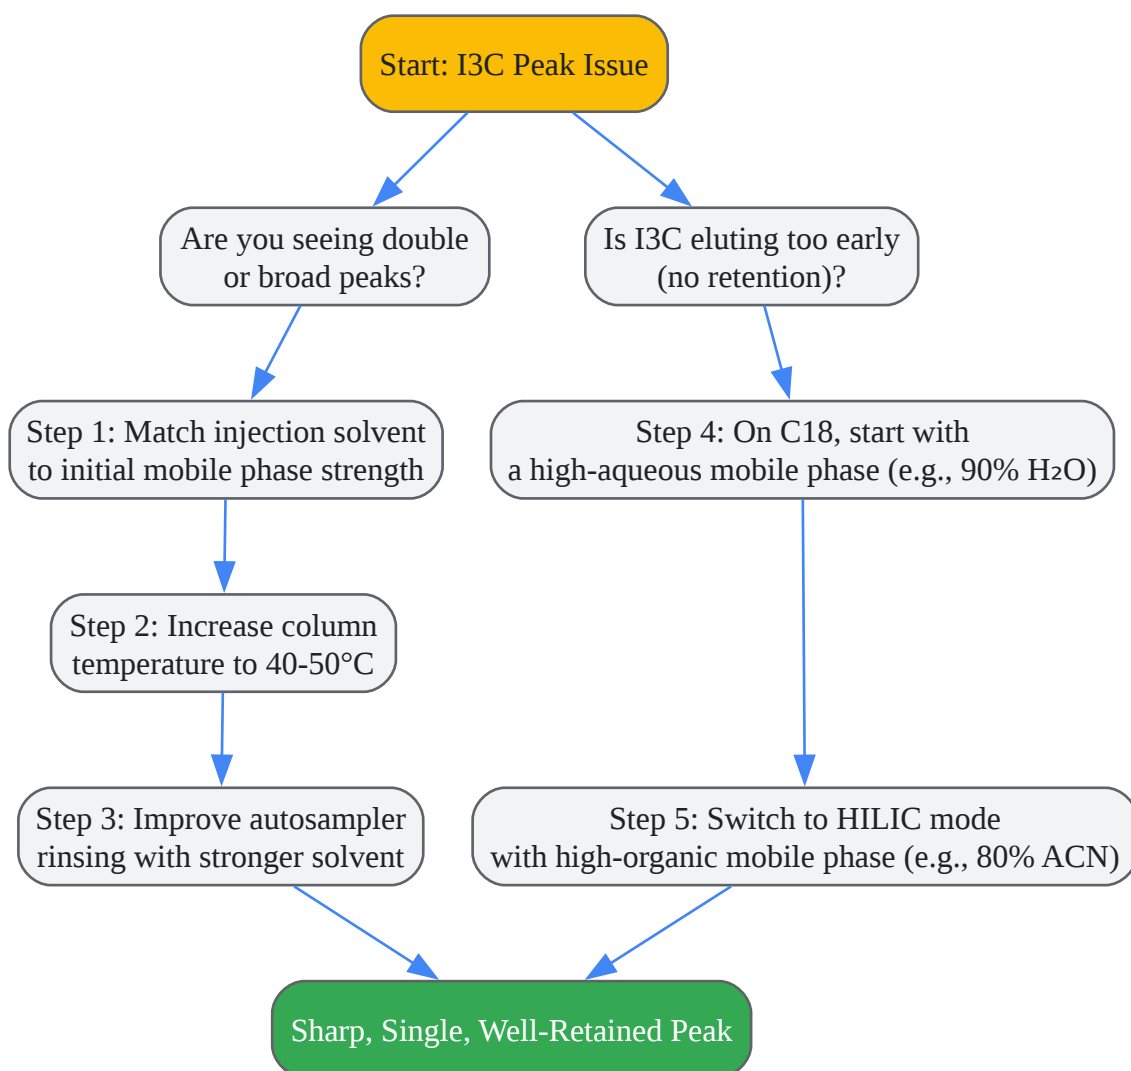 Start: I3C Peak Issue
Are you seeing double
or broad peaks?
Is I3C eluting too early
(no retention)?
Step 1: Match injection solvent
to initial mobile phase strength
Step 4: On C18, start with
a high-aqueous mobile phase (e.g., 90% H₂O)
Step 2: Increase column
temperature to 40-50°C
Step 3: Improve autosampler
rinsing with stronger solvent
Step 5: Switch to HILIC mode
with high-organic mobile phase (e.g., 80% ACN)
Sharp, Single, Well-Retained Peak